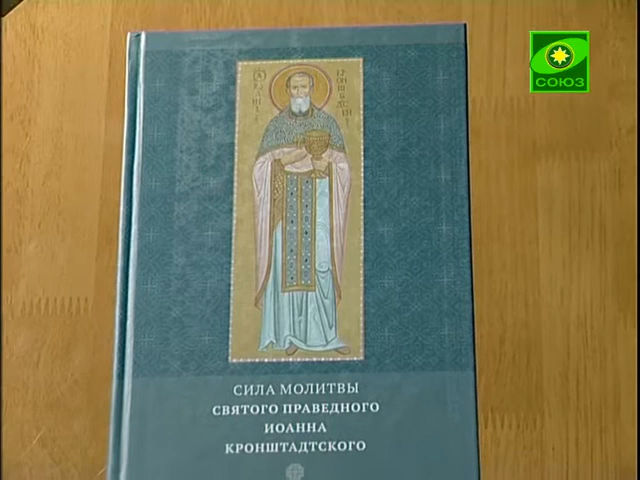 СОЮЗ
СИЛА МОЛИТВЫ
СВЯТОГО ПРАВЕДНОГО
ИОАННА
КРОНШТАДТСКОГО